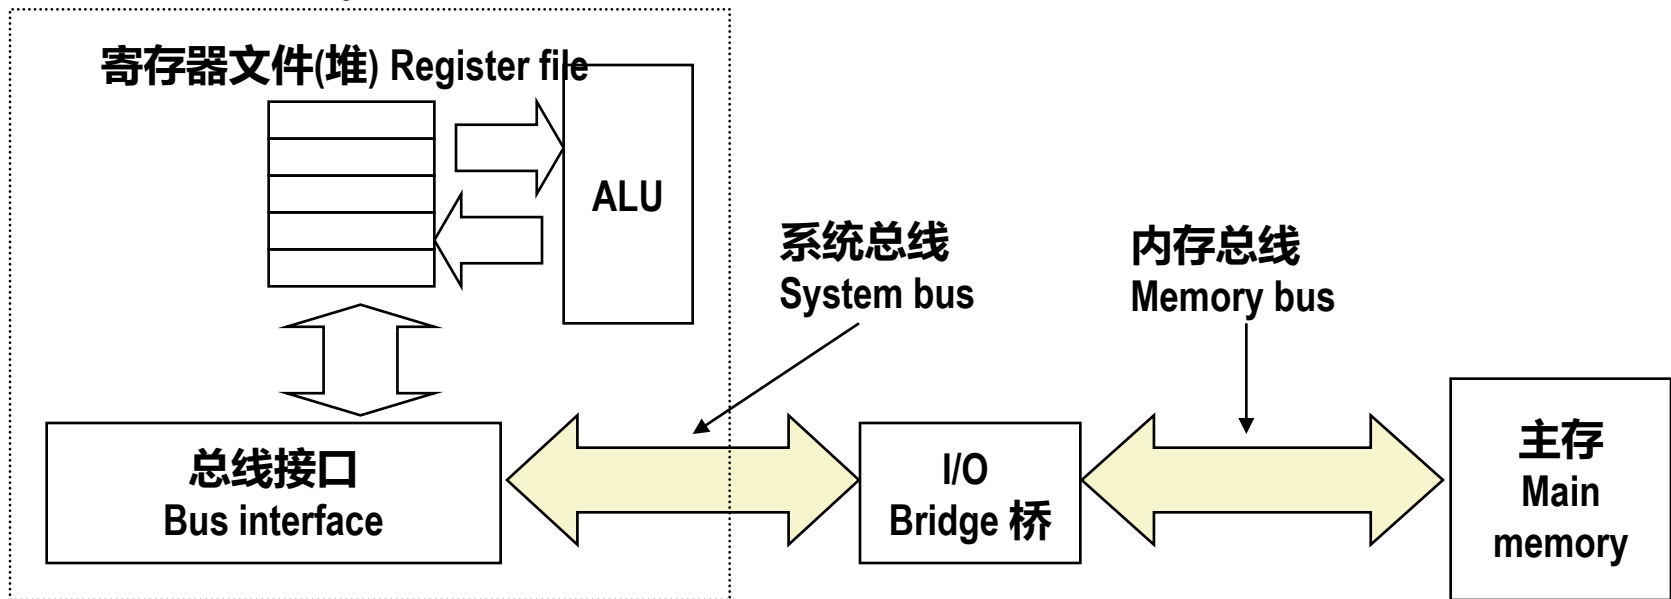 寄存器文件(堆) Register file
ALU
系统总线
System bus
内存总线
Memory bus
总线接口
Bus interface
I/O
Bridge 桥
主存
Main
memory